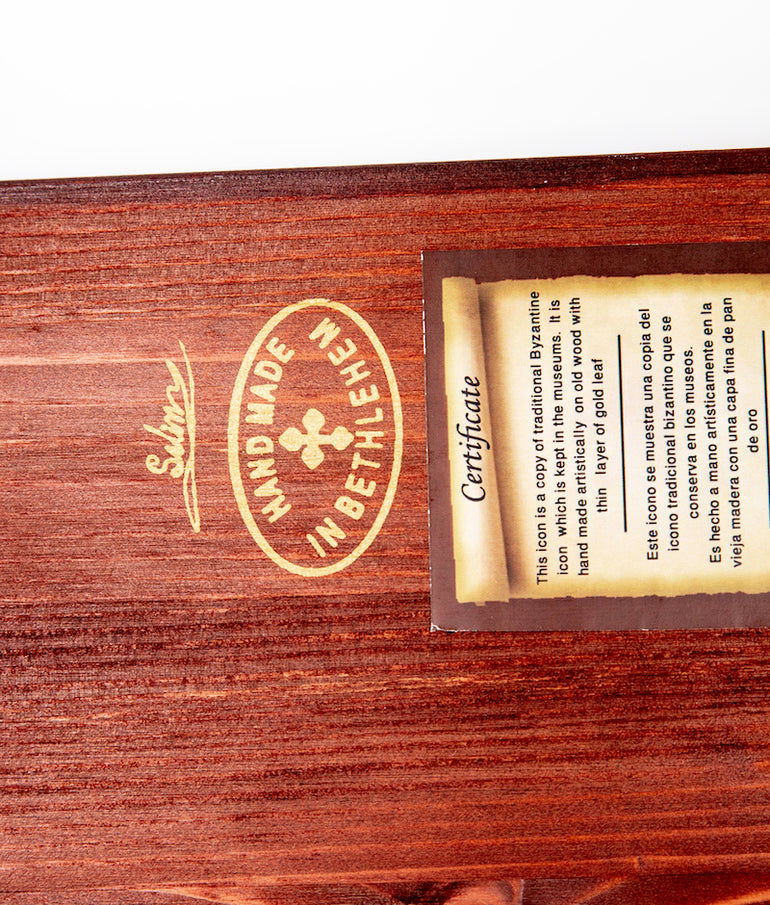 Salim
HAND MADE
IN BETHLEHEM
Certificate
This icon is a copy of traditional Byzantine
icon which is kept in the museums. It is
hand made artistically on old wood with
thin layer of gold leaf
Este icono se muestra una copia del
icono tradicional bizantino que se
conserva en los museos.
Es hecho a mano artísticamente en la
vieja madera con una capa fina de pan
de oro